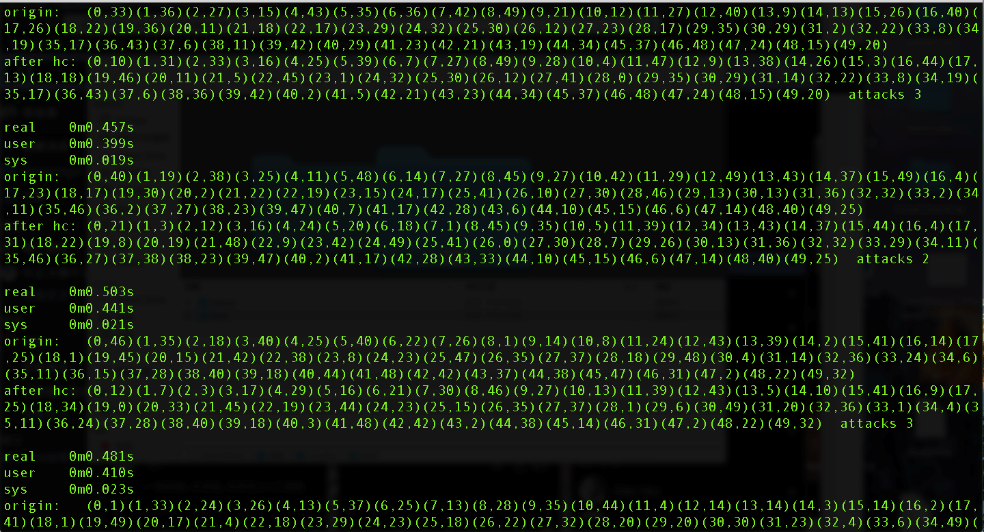 origin:   (0,33)(1,36)(2,27)(3,15)(4,43)(5,35)(6,36)(7,42)(8,49)(9,21)(10,12)(11,27)(12,40)(13,9)(14,13)(15,26)(16,40)(
17,26)(18,22)(19,36)(20,11)(21,18)(22,17)(23,29)(24,32)(25,30)(26,12)(27,23)(28,17)(29,35)(30,29)(31,2)(32,22)(33,8)(34
,19)(35,17)(36,43)(37,6)(38,11)(39,42)(40,29)(41,23)(42,21)(43,19)(44,34)(45,37)(46,48)(47,24)(48,15)(49,20)
after hc: (0,10)(1,31)(2,33)(3,16)(4,25)(5,39)(6,7)(7,27)(8,49)(9,28)(10,4)(11,47)(12,9)(13,38)(14,26)(15,3)(16,44)(17,
13)(18,18)(19,46)(20,11)(21,5)(22,45)(23,1)(24,32)(25,30)(26,12)(27,41)(28,0)(29,35)(30,29)(31,14)(32,22)(33,8)(34,19)(
35,17)(36,43)(37,6)(38,36)(39,42)(40,2)(41,5)(42,21)(43,23)(44,34)(45,37)(46,48)(47,24)(48,15)(49,20)  attacks 3
real    0m0.457s
user    0m0.399s
sys     0m0.019s
origin:   (0,40)(1,19)(2,38)(3,25)(4,11)(5,48)(6,14)(7,27)(8,45)(9,27)(10,42)(11,29)(12,49)(13,43)(14,37)(15,49)(16,4)(
17,23)(18,17)(19,30)(20,2)(21,22)(22,19)(23,15)(24,17)(25,41)(26,10)(27,30)(28,46)(29,13)(30,13)(31,36)(32,32)(33,2)(34
,11)(35,46)(36,2)(37,27)(38,23)(39,47)(40,7)(41,17)(42,28)(43,6)(44,10)(45,15)(46,6)(47,14)(48,40)(49,25)
after hc: (0,21)(1,3)(2,12)(3,16)(4,24)(5,20)(6,18)(7,1)(8,45)(9,35)(10,5)(11,39)(12,34)(13,43)(14,37)(15,44)(16,4)(17,
31)(18,22)(19,8)(20,19)(21,48)(22,9)(23,42)(24,49)(25,41)(26,0)(27,30)(28,7)(29,26)(30,13)(31,36)(32,32)(33,29)(34,11)(
35,46)(36,27)(37,38)(38,23)(39,47)(40,2)(41,17)(42,28)(43,33)(44,10)(45,15)(46,6)(47,14)(48,40)(49,25)  attacks 2
real    0m0.503s
user    0m0.441s
sys     0m0.021s
origin:   (0,46)(1,35)(2,18)(3,40)(4,25)(5,40)(6,22)(7,26)(8,1)(9,14)(10,8)(11,24)(12,43)(13,39)(14,2)(15,41)(16,14)(17
,25)(18,1)(19,45)(20,15)(21,42)(22,38)(23,8)(24,23)(25,47)(26,35)(27,37)(28,18)(29,48)(30,4)(31,14)(32,36)(33,24)(34,6)
(35,11)(36,15)(37,28)(38,40)(39,18)(40,44)(41,48)(42,42)(43,37)(44,38)(45,47)(46,31)(47,2)(48,22)(49,32)
after hc: (0,12)(1,7)(2,3)(3,17)(4,29)(5,16)(6,21)(7,30)(8,46)(9,27)(10,13)(11,39)(12,43)(13,5)(14,10)(15,41)(16,9)(17,
25)(18,34)(19,0)(20,33)(21,45)(22,19)(23,44)(24,23)(25,15)(26,35)(27,37)(28,1)(29,6)(30,49)(31,20)(32,36)(33,1)(34,4)(3
5,11)(36,24)(37,28)(38,40)(39,18)(40,3)(41,48)(42,42)(43,2)(44,38)(45,14)(46,31)(47,2)(48,22)(49,32)  attacks 3
real    0m0.481s
user    0m0.410s
sys     0m0.023s
origin:   (0,1)(1,33)(2,24)(3,26)(4,13)(5,37)(6,25)(7,13)(8,28)(9,35)(10,44)(11,4)(12,14)(13,14)(14,3)(15,14)(16,2)(17,
41)(18,1)(19,49)(20,17)(21,4)(22,18)(23,29)(24,23)(25,18)(26,22)(27,32)(28,20)(29,20)(30,30)(31,23)(32,4)(33,6)(34,49)(